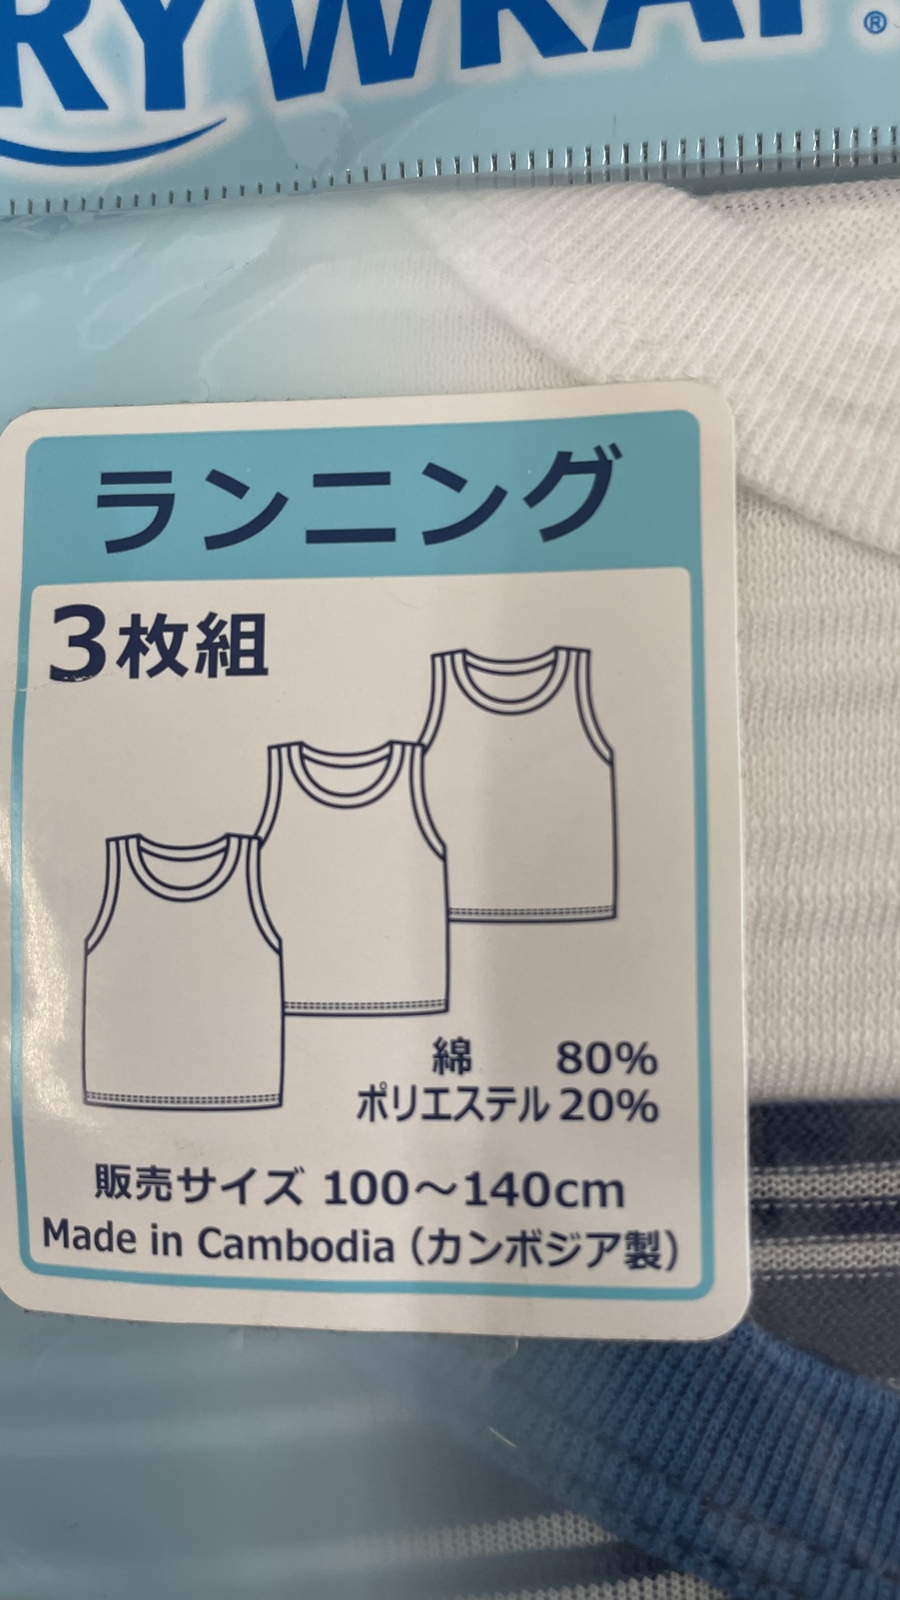 RYWRAP®
ランニング
3枚組
綿 80%
ポリエステル 20%
販売サイズ 100～140cm
Made in Cambodia (カンボジア製)